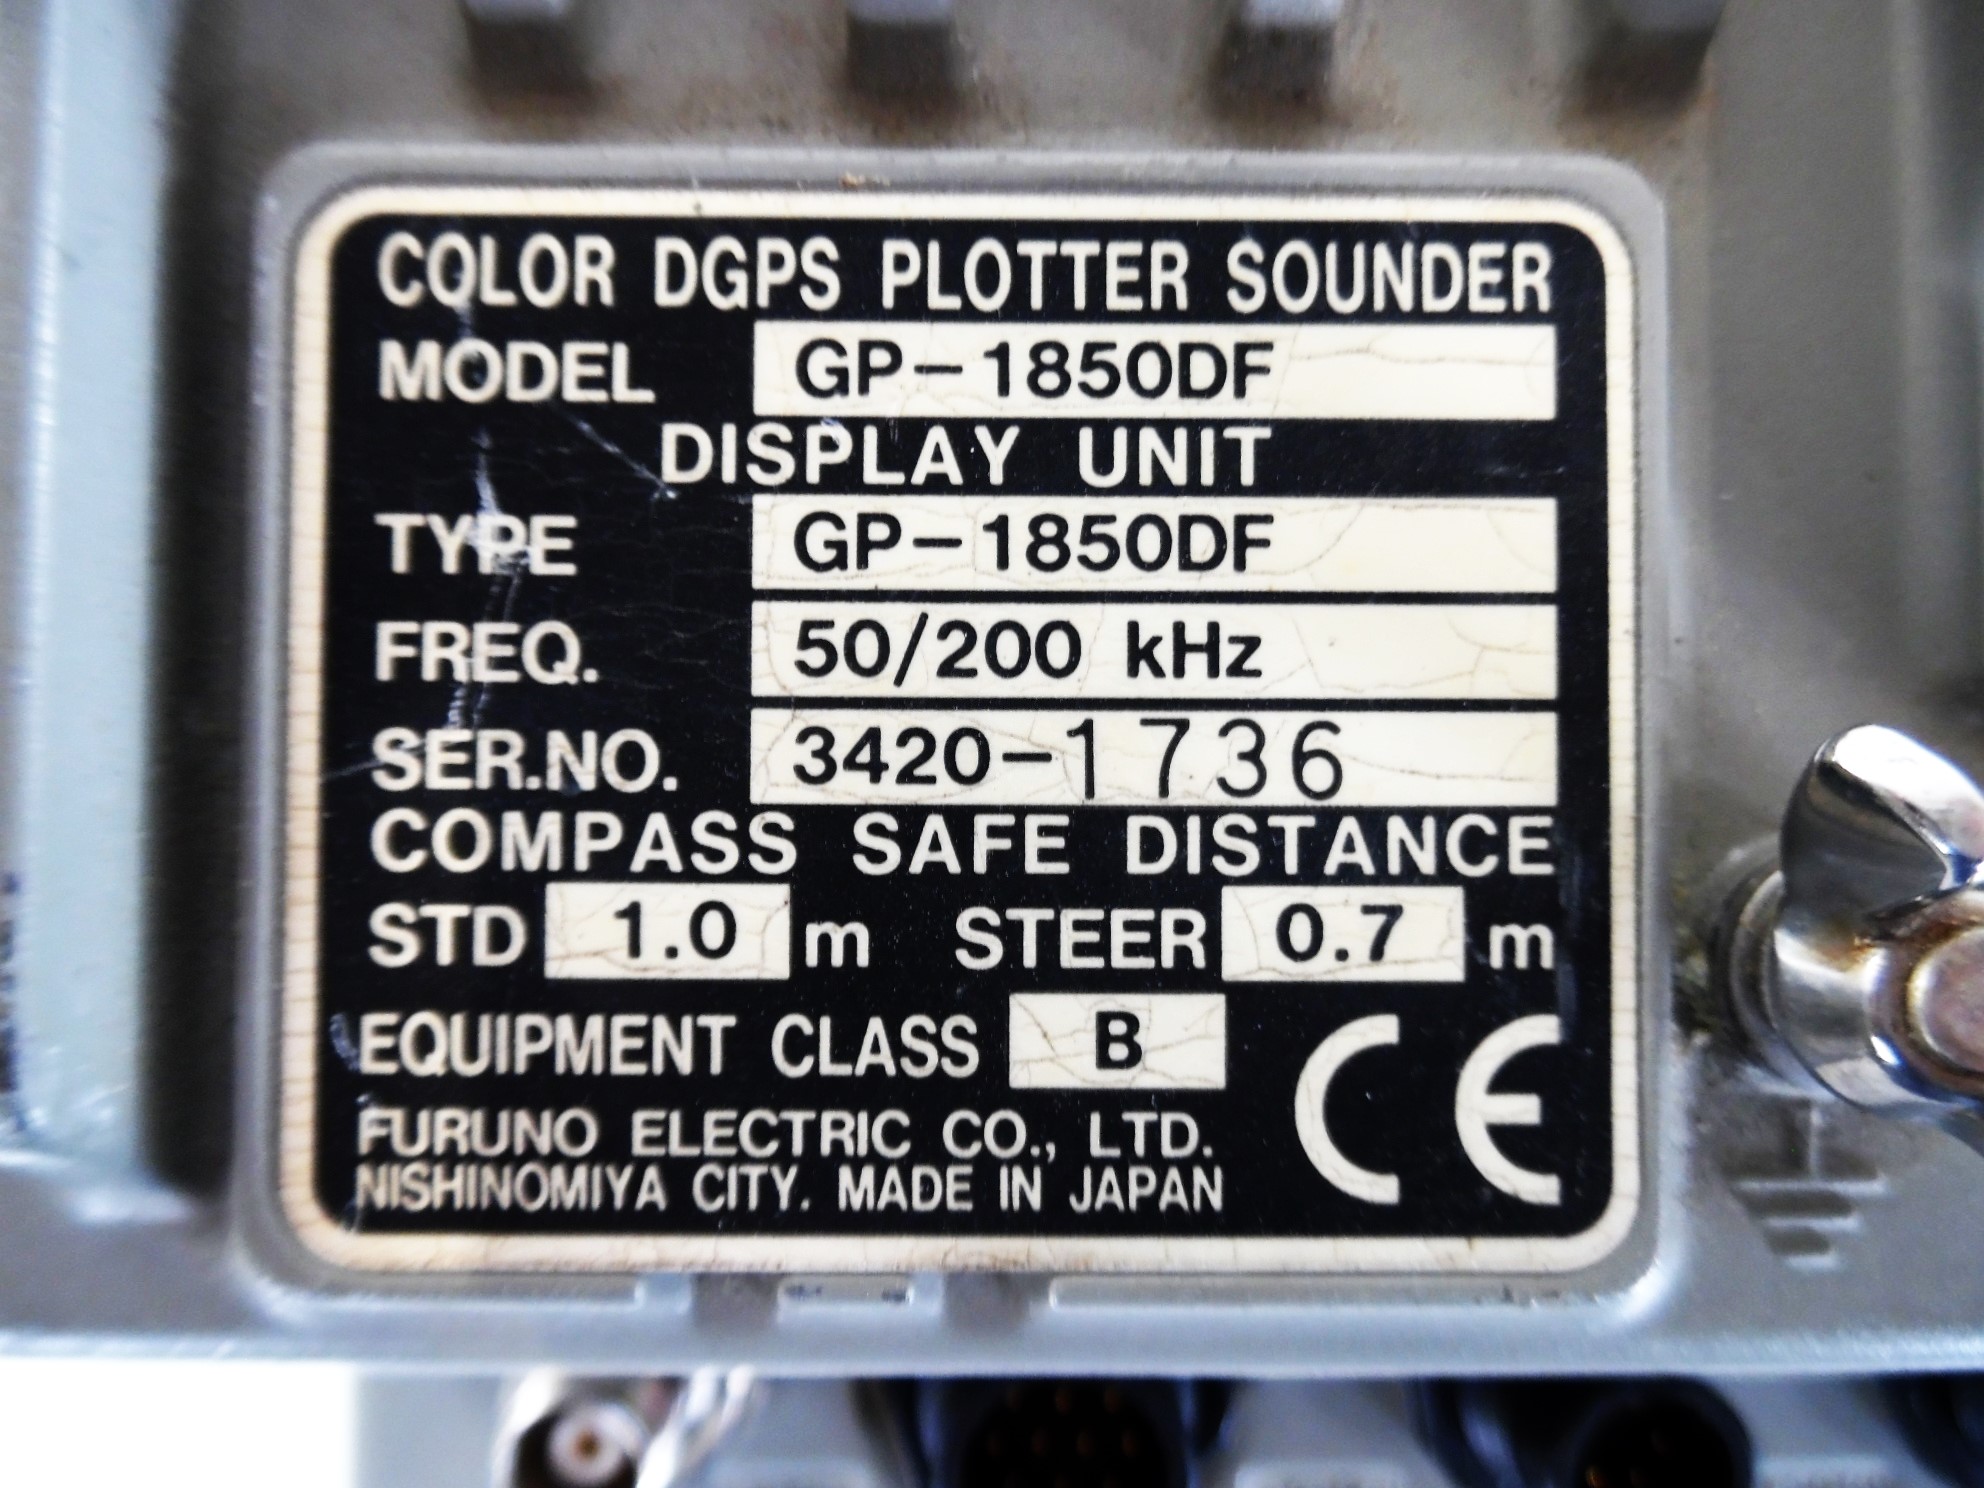 COLOR DGPS PLOTTER SOUNDER
MODEL GP-1850DF
DISPLAY UNIT
TYPE GP-1850DF
FREQ. 50/200 kHz
SER.NO. 3420-1736
COMPASS SAFE DISTANCE
STD 1.0 m STEER 0.7 m
EQUIPMENT CLASS B
CE
FURUNO ELECTRIC CO., LTD.
NISHINOMIYA CITY. MADE IN JAPAN